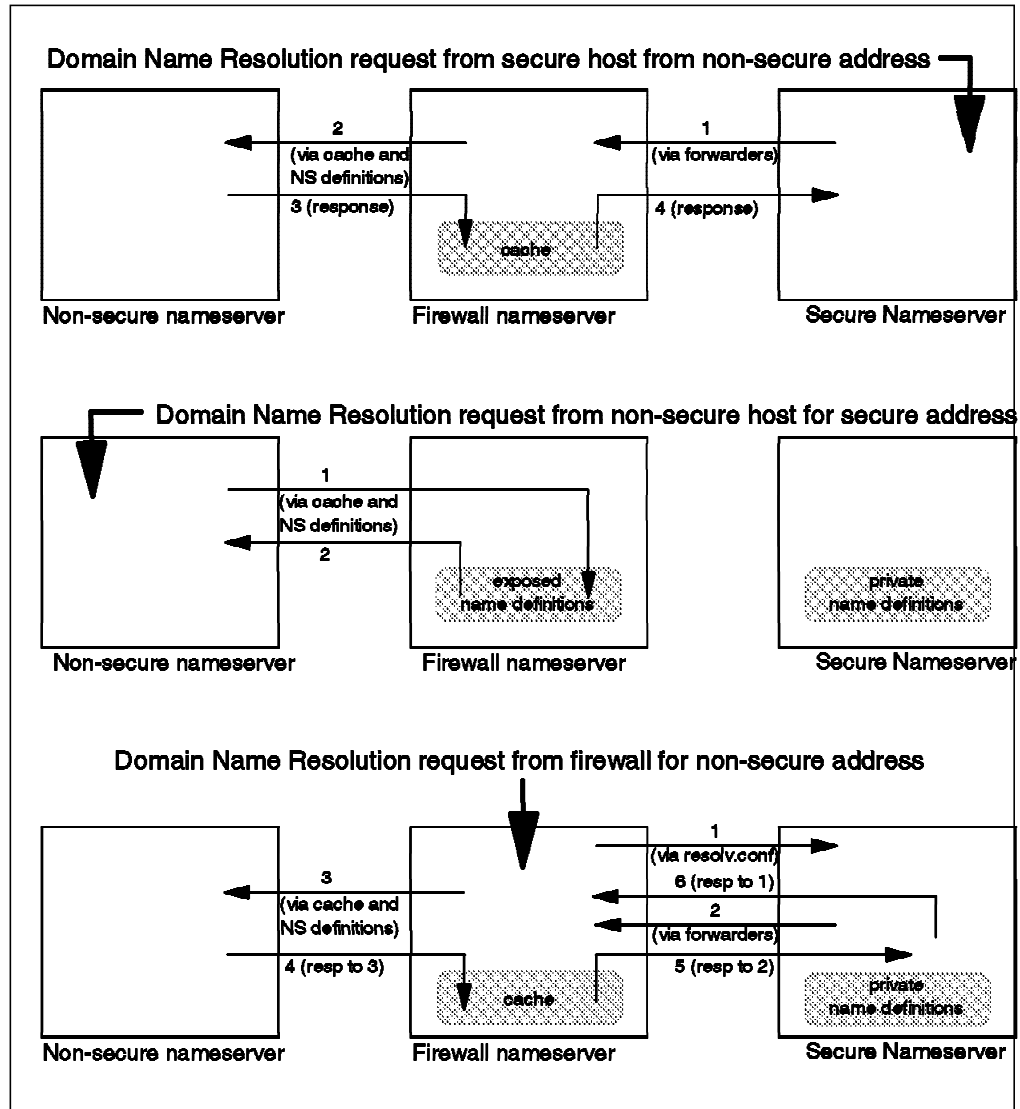 Domain Name Resolution request from secure host from non-secure address
2
(via cache and
NS definitions)
3 (response)
1
(via forwarders)
4 (response)
cache
Non-secure nameserver
Firewall nameserver
Secure Nameserver
Domain Name Resolution request from non-secure host for secure address
1
(via cache and
NS definitions)
2
exposed
name definitions
private
name definitions
Non-secure nameserver
Firewall nameserver
Secure Nameserver
Domain Name Resolution request from firewall for non-secure address
1
(via resolv.conf)
3
(via cache and
NS definitions)
6 (resp to 1)
2
(via forwarders)
4 (resp to 3)
5 (resp to 2)
cache
private
name definitions
Non-secure nameserver
Firewall nameserver
Secure Nameserver